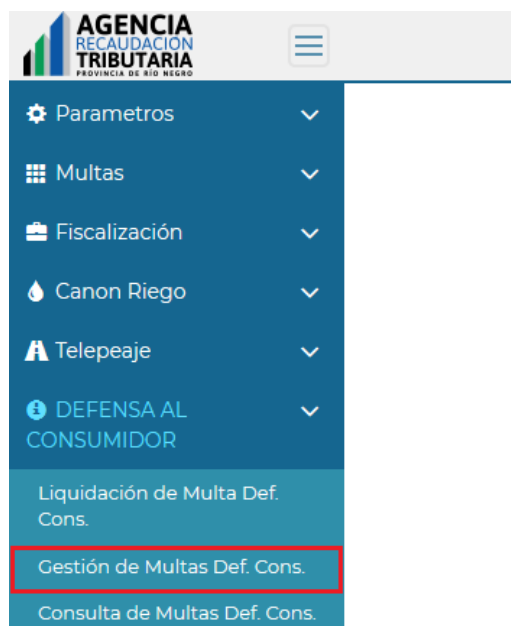 AGENCIA
RECAUDACIÓN
TRIBUTARIA
PROVINCIA DE RÍO NEGRO
Parametros
Multas
Fiscalización
Canon Riego
Telepeaje
DEFENSA AL
CONSUMIDOR
Liquidación de Multa Def.
Cons.
Gestión de Multas Def. Cons.
Consulta de Multas Def. Cons.